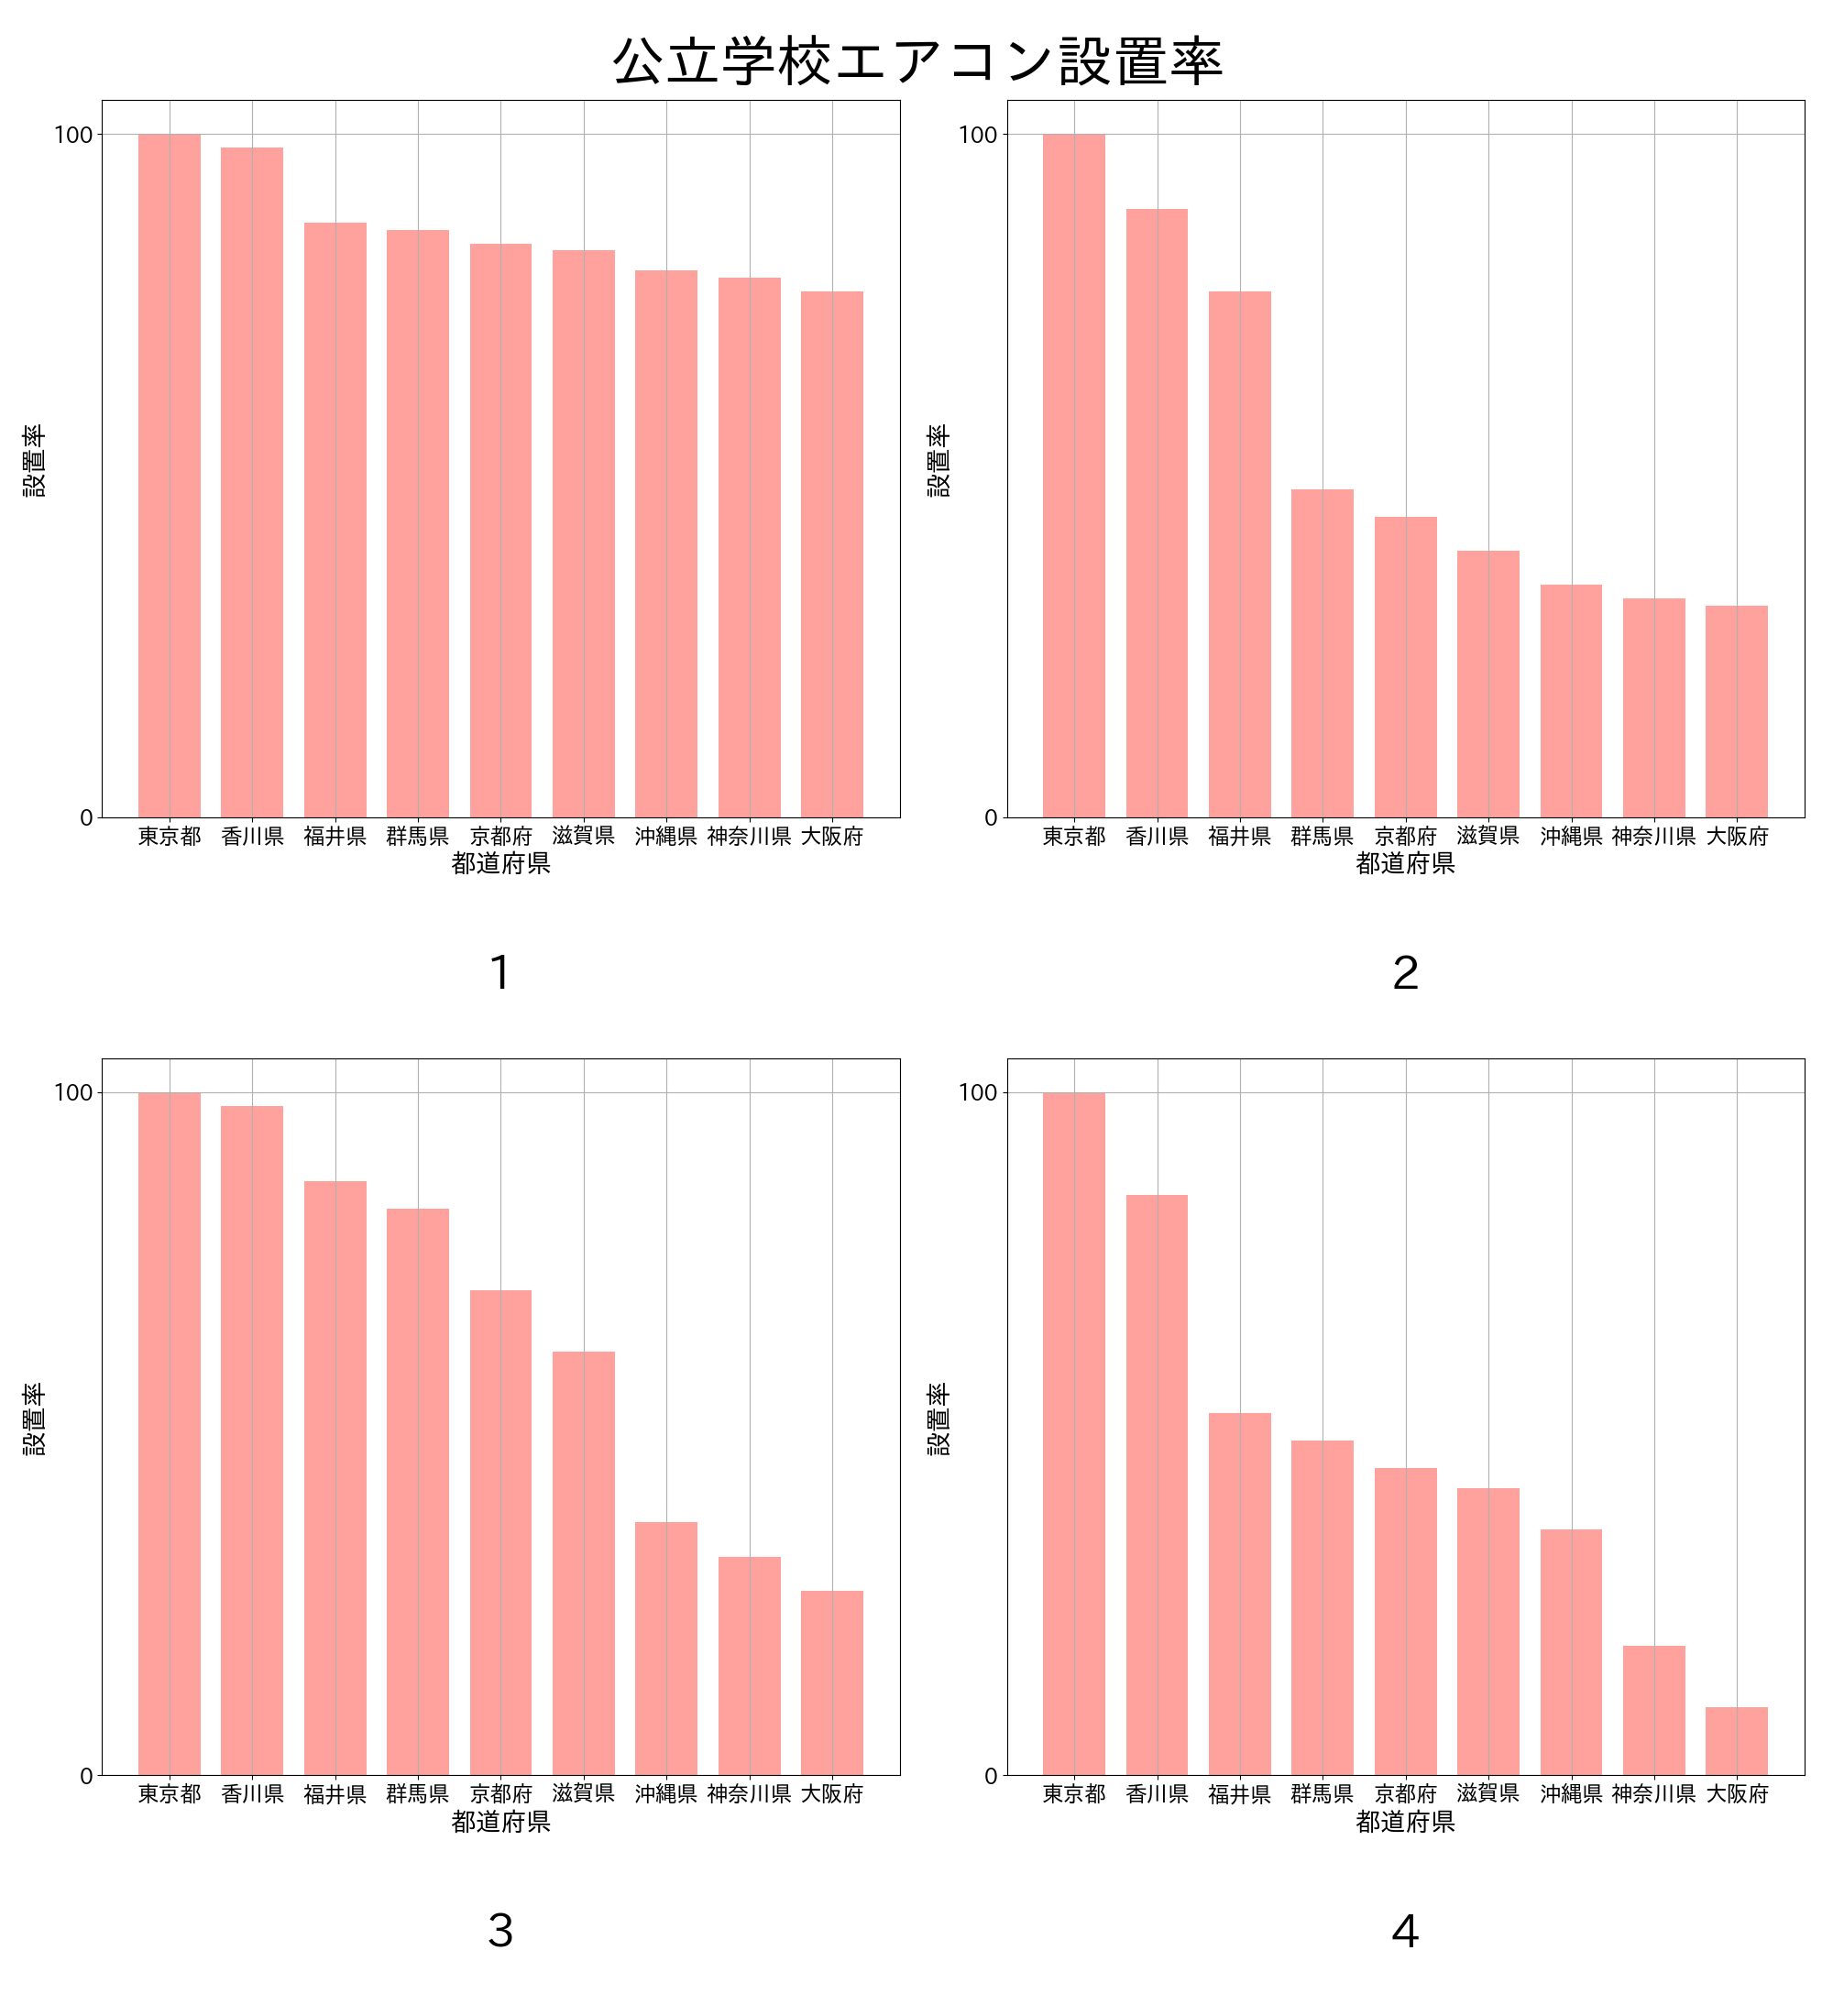 公立学校エアコン設置率
100
0
設置率
東京都 香川県 福井県 群馬県 京都府 滋賀県 沖縄県 神奈川県 大阪府
都道府県
1
100
0
設置率
東京都 香川県 福井県 群馬県 京都府 滋賀県 沖縄県 神奈川県 大阪府
都道府県
2
100
0
設置率
東京都 香川県 福井県 群馬県 京都府 滋賀県 沖縄県 神奈川県 大阪府
都道府県
3
100
0
設置率
東京都 香川県 福井県 群馬県 京都府 滋賀県 沖縄県 神奈川県 大阪府
都道府県
4